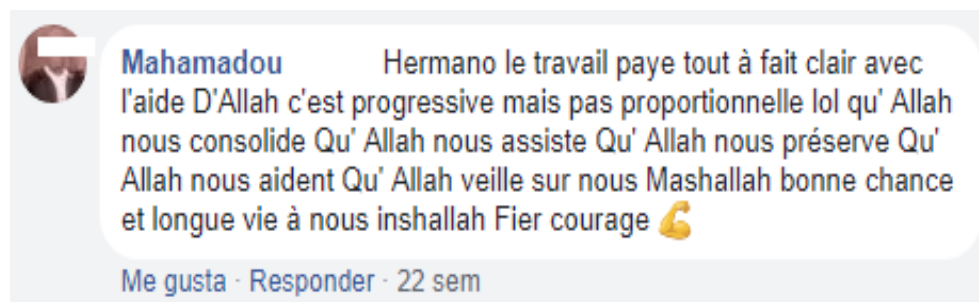 Mahamadou Hermano le travail paye tout à fait clair avec
l'aide D'Allah c'est progressive mais pas proportionnelle lol qu' Allah
nous consolide Qu' Allah nous assiste Qu' Allah nous préserve Qu'
Allah nous aident Qu' Allah veille sur nous Mashallah bonne chance
et longue vie à nous inshallah Fier courage 💪
Me gusta · Responder · 22 sem